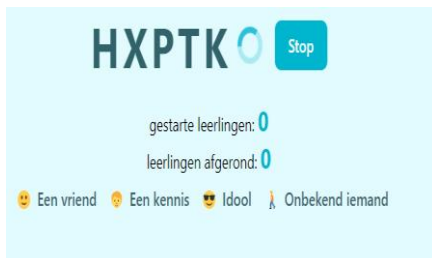 HXPTK Stop
gestarte leerlingen: 0
leerlingen afgerond: 0
🙂 Een vriend 🧑 Een kennis 😎 Idool 🚶 Onbekend iemand